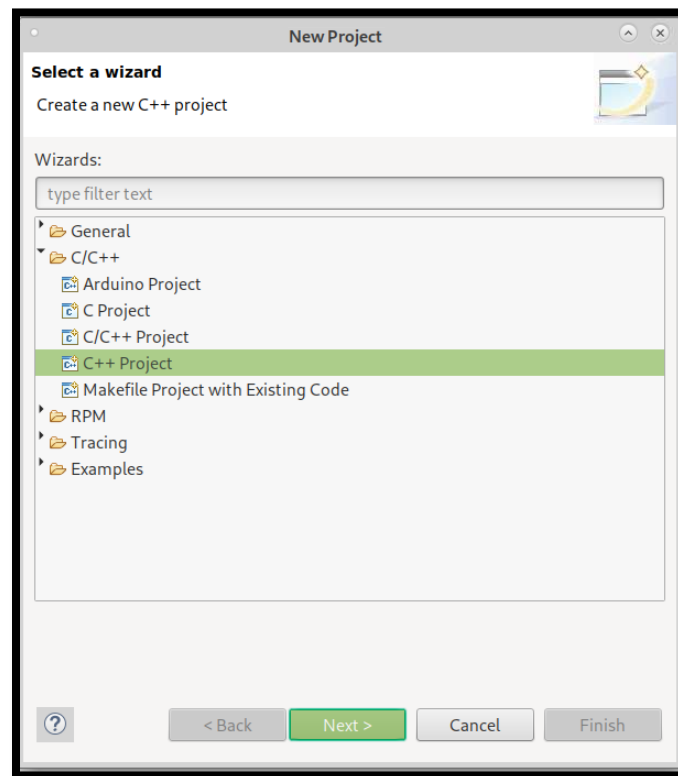 New Project
Select a wizard
Create a new C++ project
Wizards:
type filter text
General
C/C++
Arduino Project
C Project
C/C++ Project
C++ Project
Makefile Project with Existing Code
RPM
Tracing
Examples
? < Back Next > Cancel Finish